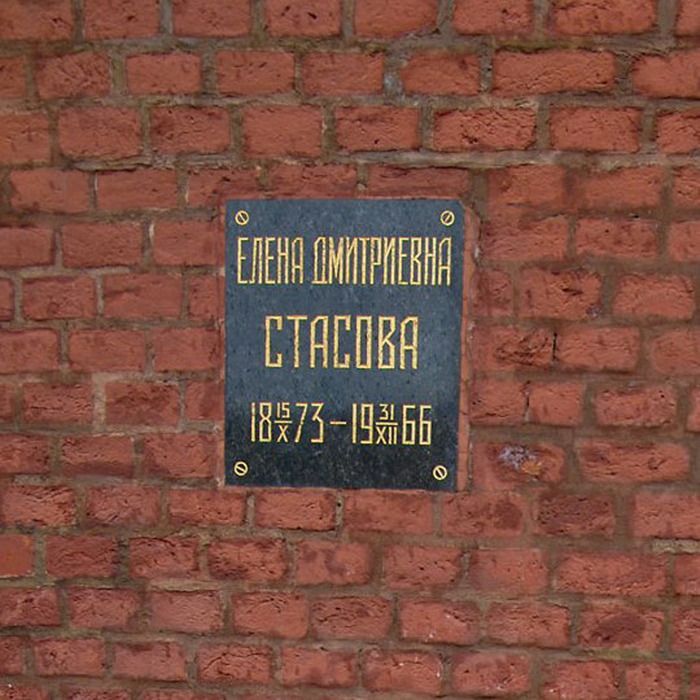 ЕЛЕНА ДМИТРИЕВНА
СТАСОВА
18 15/X 73 – 19 31/XII 66